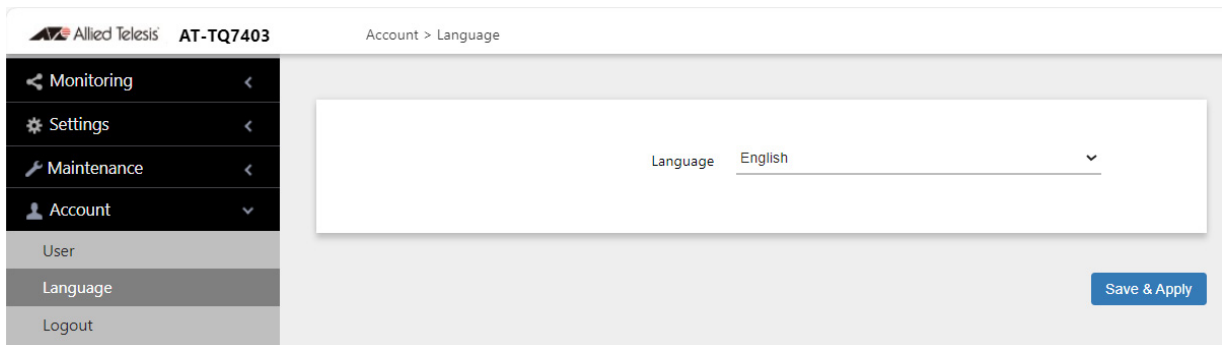 Allied Telesis AT-TQ7403 Account > Language
Monitoring
Settings
Maintenance
Account
User
Language
Logout
Language English
Save & Apply